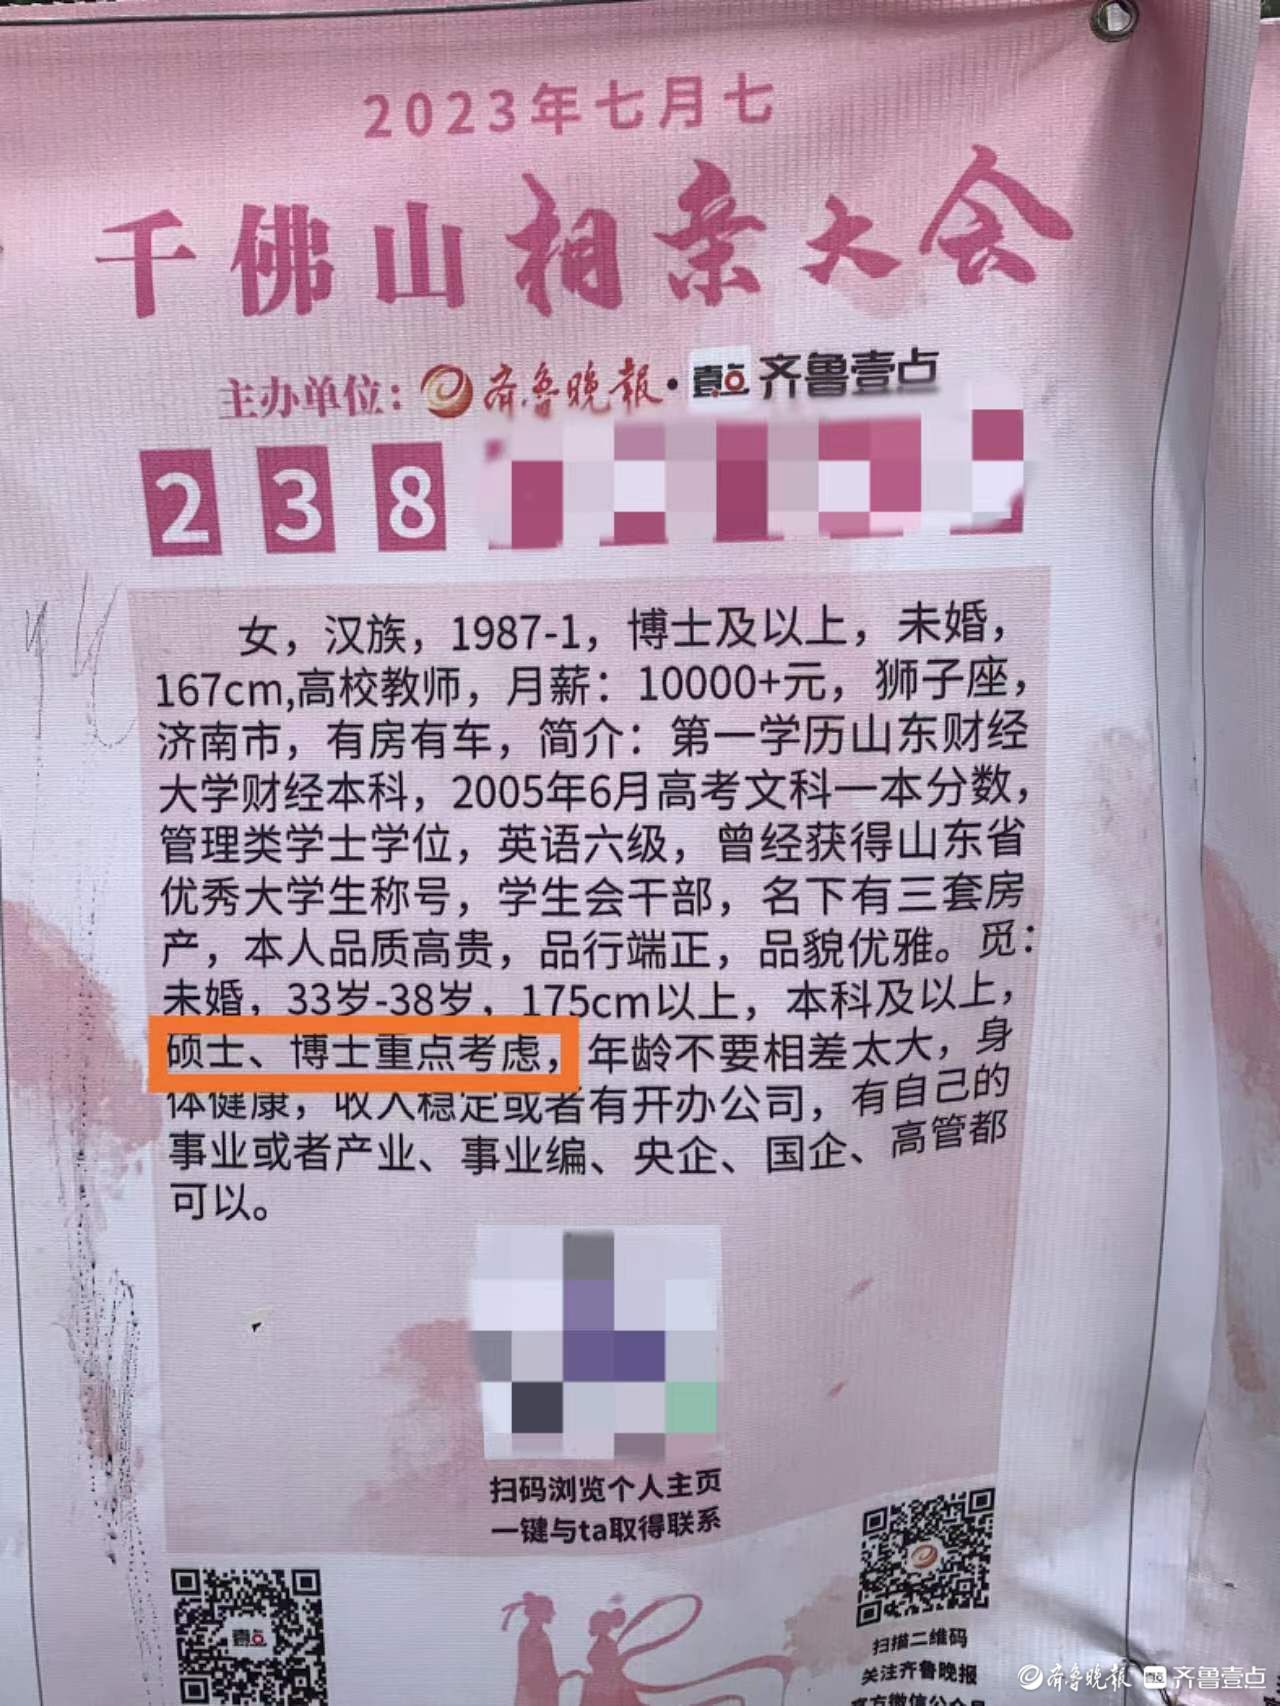 2023年七月七
千佛山相亲大会
主办单位：齐鲁晚报·壹点 齐鲁壹点
238
女，汉族，1987-1，博士及以上，未婚，
167cm,高校教师，月薪：10000+元，狮子座，
济南市，有房有车，简介：第一学历山东财经
大学财经本科，2005年6月高考文科一本分数，
管理类学士学位，英语六级，曾经获得山东省
优秀大学生称号，学生会干部，名下有三套房
产，本人品质高贵，品行端正，品貌优雅。觅：
未婚，33岁-38岁，175cm以上，本科及以上，
硕士、博士重点考虑，年龄不要相差太大，身
体健康，收入稳定或者有开办公司，有自己的
事业或者产业、事业编、央企、国企、高管都
可以。
扫码浏览个人主页
一键与ta取得联系
壹点
扫描二维码
关注齐鲁晚报
官方微信公众号
齐鲁晚报 壹点 齐鲁壹点